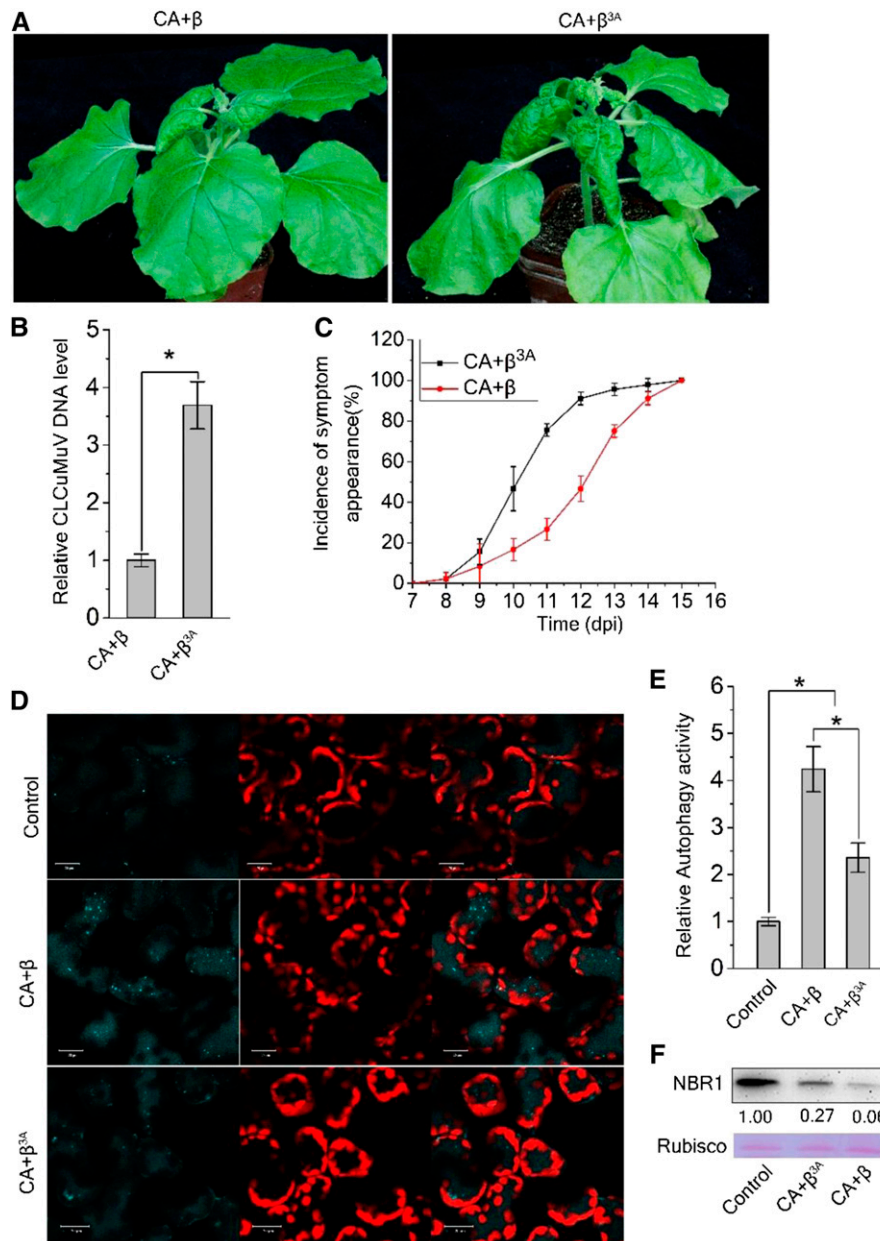 A
CA+β
CA+β³ᴬ
B
Relative CLCuMuV DNA level
5
4
3
2
1
0
*
CA+β
CA+β³ᴬ
C
Incidence of symptom
appearance(%)
120
100
80
60
40
20
0
CA+β³ᴬ
CA+β
7 8 9 10 11 12 13 14 15 16
Time (dpi)
D
Control
CA+β
CA+β³ᴬ
E
Relative Autophagy activity
6
5
4
3
2
1
0
*
*
Control
CA+β
CA+β³ᴬ
F
NBR1
1.00 0.27 0.06
Rubisco
Control
CA+β³ᴬ
CA+β